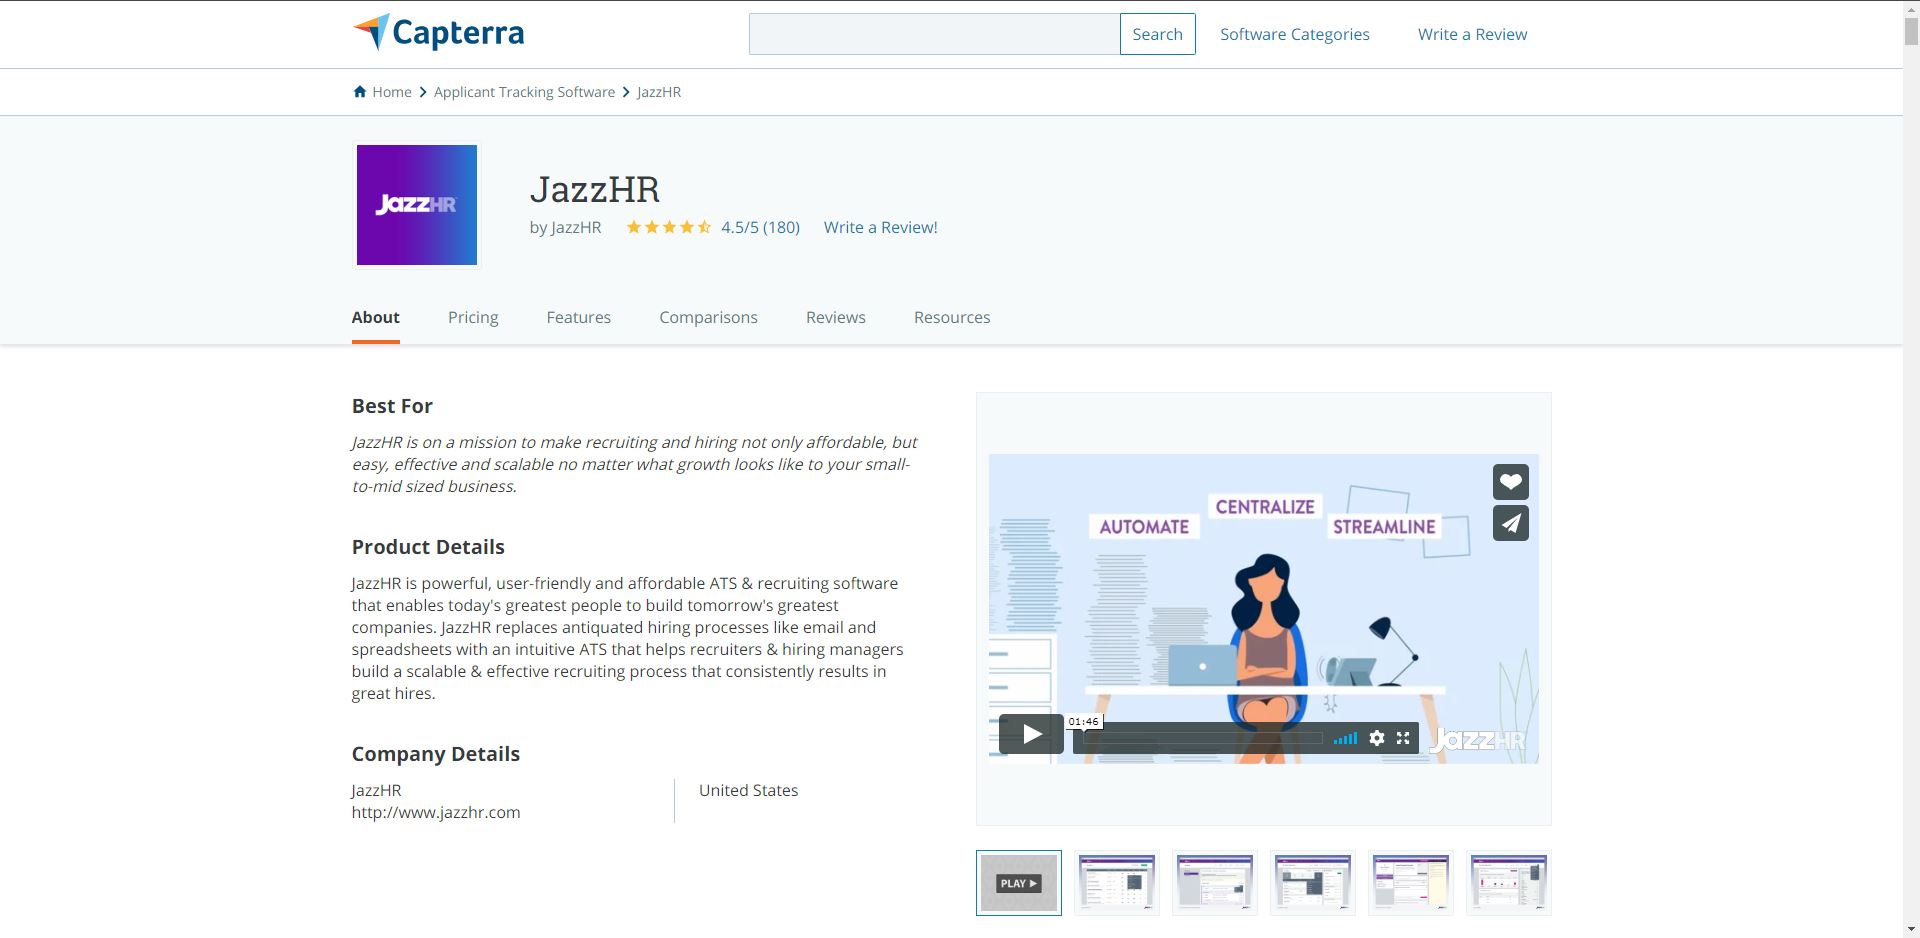 Capterra
Search
Software Categories
Write a Review
Home
Applicant Tracking Software
JazzHR
JazzHR
JazzHR
by JazzHR
4.5/5 (180)
Write a Review!
About
Pricing
Features
Comparisons
Reviews
Resources
Best For
JazzHR is on a mission to make recruiting and hiring not only affordable, but
easy, effective and scalable no matter what growth looks like to your small-
to-mid sized business.
Product Details
JazzHR is powerful, user-friendly and affordable ATS & recruiting software
that enables today's greatest people to build tomorrow's greatest
companies. JazzHR replaces antiquated hiring processes like email and
spreadsheets with an intuitive ATS that helps recruiters & hiring managers
build a scalable & effective recruiting process that consistently results in
great hires.
Company Details
JazzHR
http://www.jazzhr.com
United States
AUTOMATE
CENTRALIZE
STREAMLINE
01:46
JazzHR
PLAY